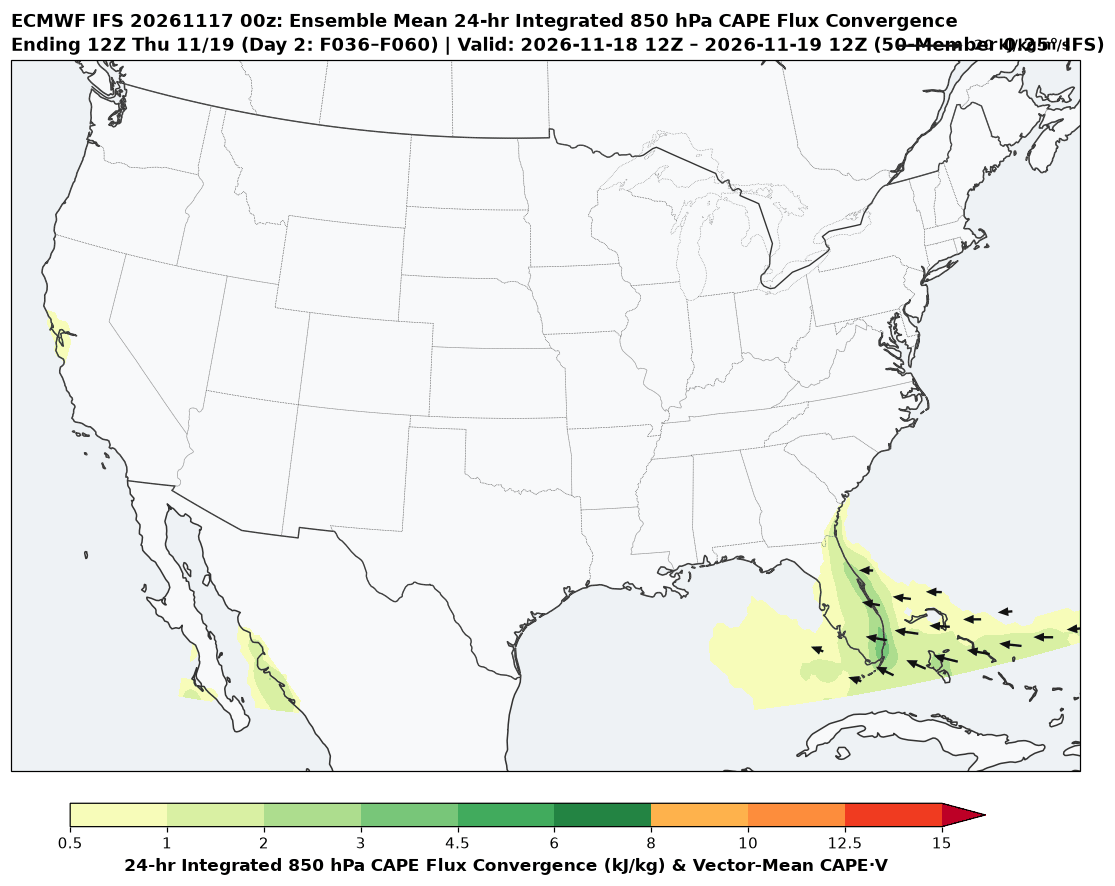 ECMWF IFS 20261117 00z: Ensemble Mean 24-hr Integrated 850 hPa CAPE Flux Convergence
Ending 12Z Thu 11/19 (Day 2: F036–F060) | Valid: 2026-11-18 12Z – 2026-11-19 12Z (50-Member 0.25° IFS)
0.5 1 2 3 4.5 6 8 10 12.5 15
24-hr Integrated 850 hPa CAPE Flux Convergence (kJ/kg) & Vector-Mean CAPE·V